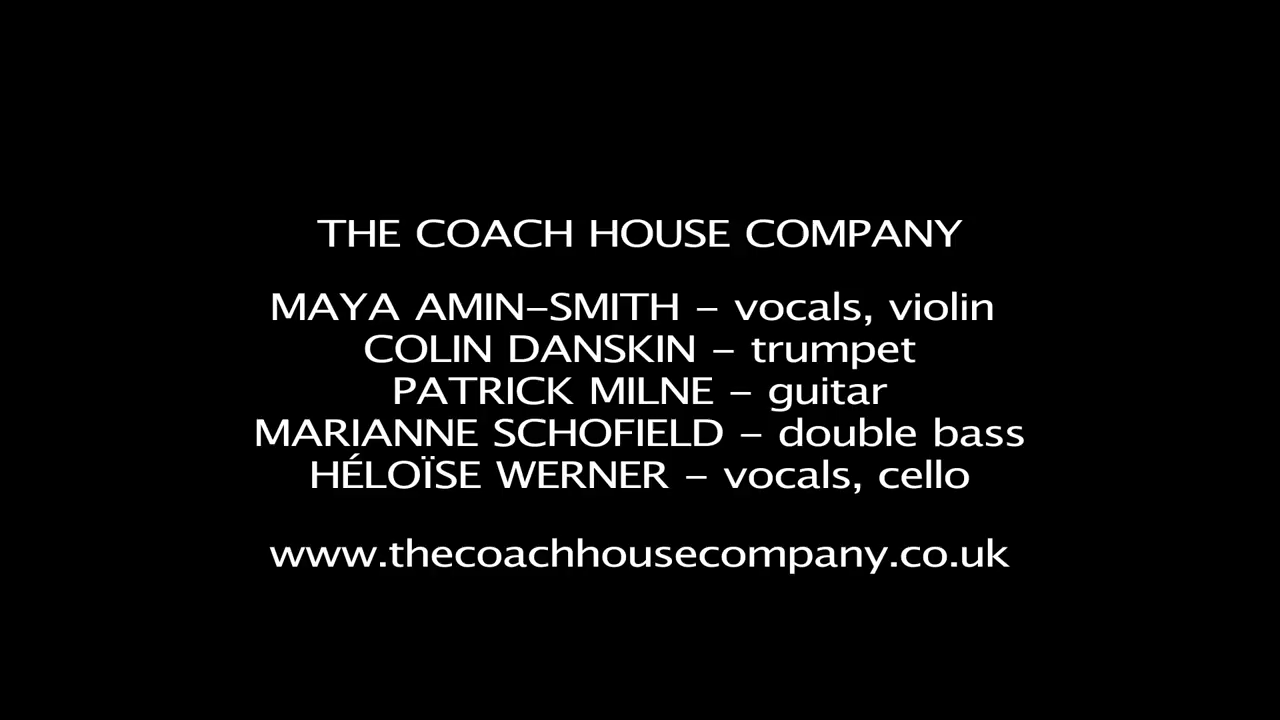 THE COACH HOUSE COMPANY
MAYA AMIN–SMITH – vocals, violin
COLIN DANSKIN – trumpet
PATRICK MILNE – guitar
MARIANNE SCHOFIELD – double bass
HÉLOÏSE WERNER – vocals, cello
www.thecoachhousecompany.co.uk